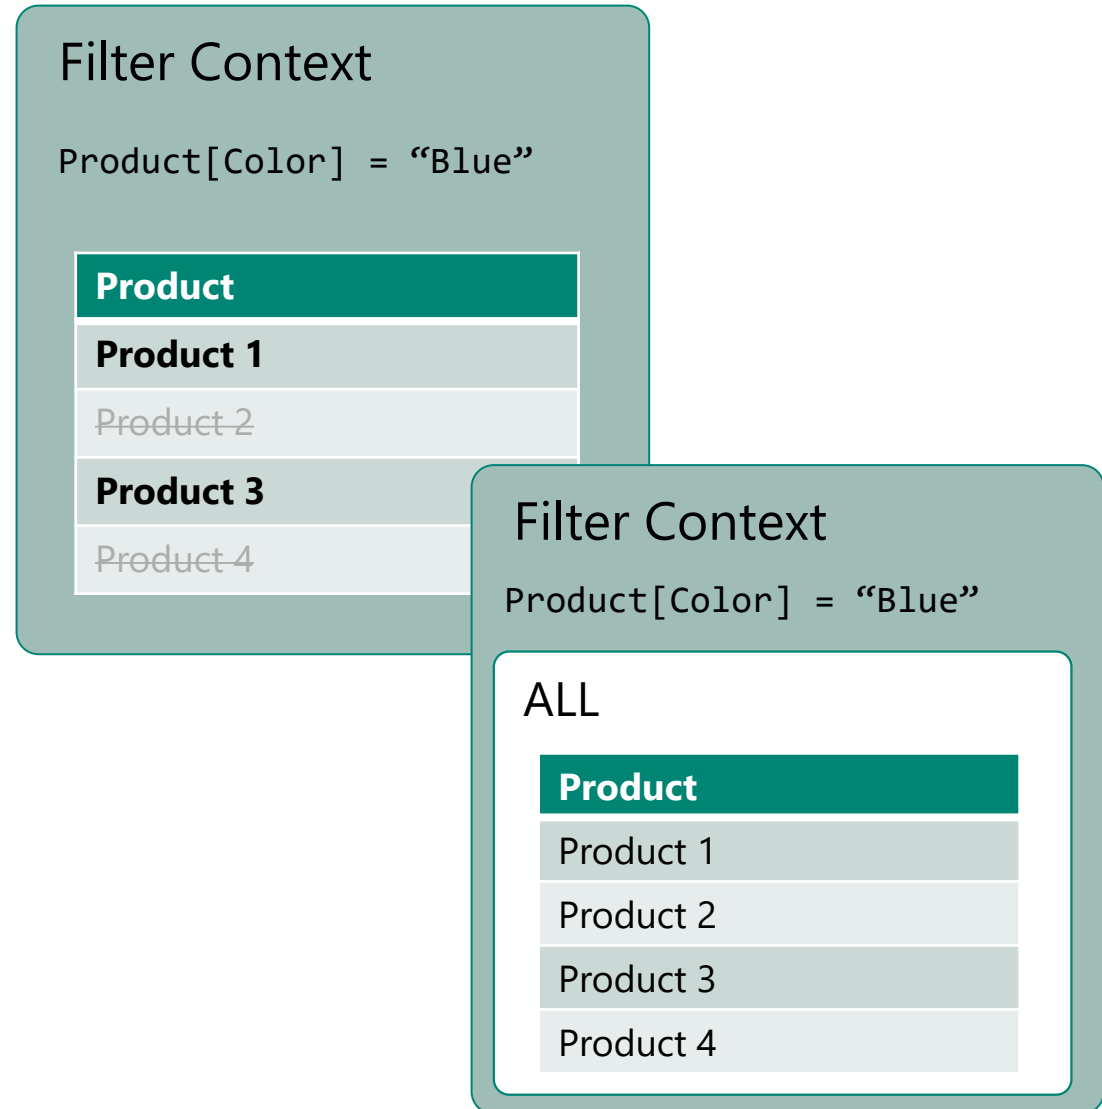 Filter Context
Product[Color] = “Blue”
Product
Product 1
Product 2
Product 3
Product 4
Filter Context
Product[Color] = “Blue”
ALL
Product
Product 1
Product 2
Product 3
Product 4